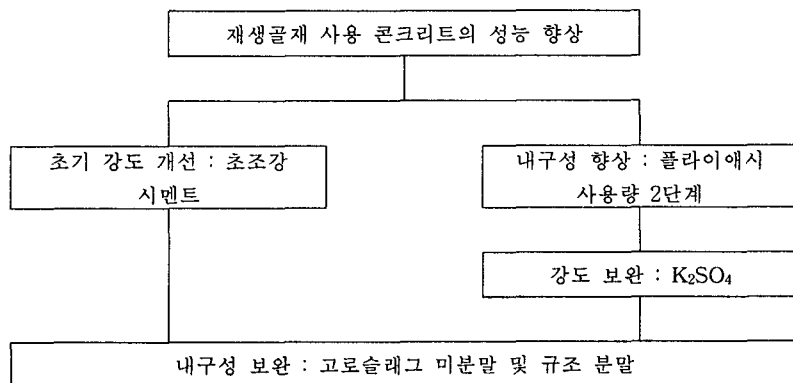 재생골재 사용 콘크리트의 성능 향상
초기 강도 개선 : 초조강
시멘트
내구성 향상 : 플라이애시
사용량 2단계
강도 보완 : K₂SO₄
내구성 보완 : 고로슬래그 미분말 및 규조 분말